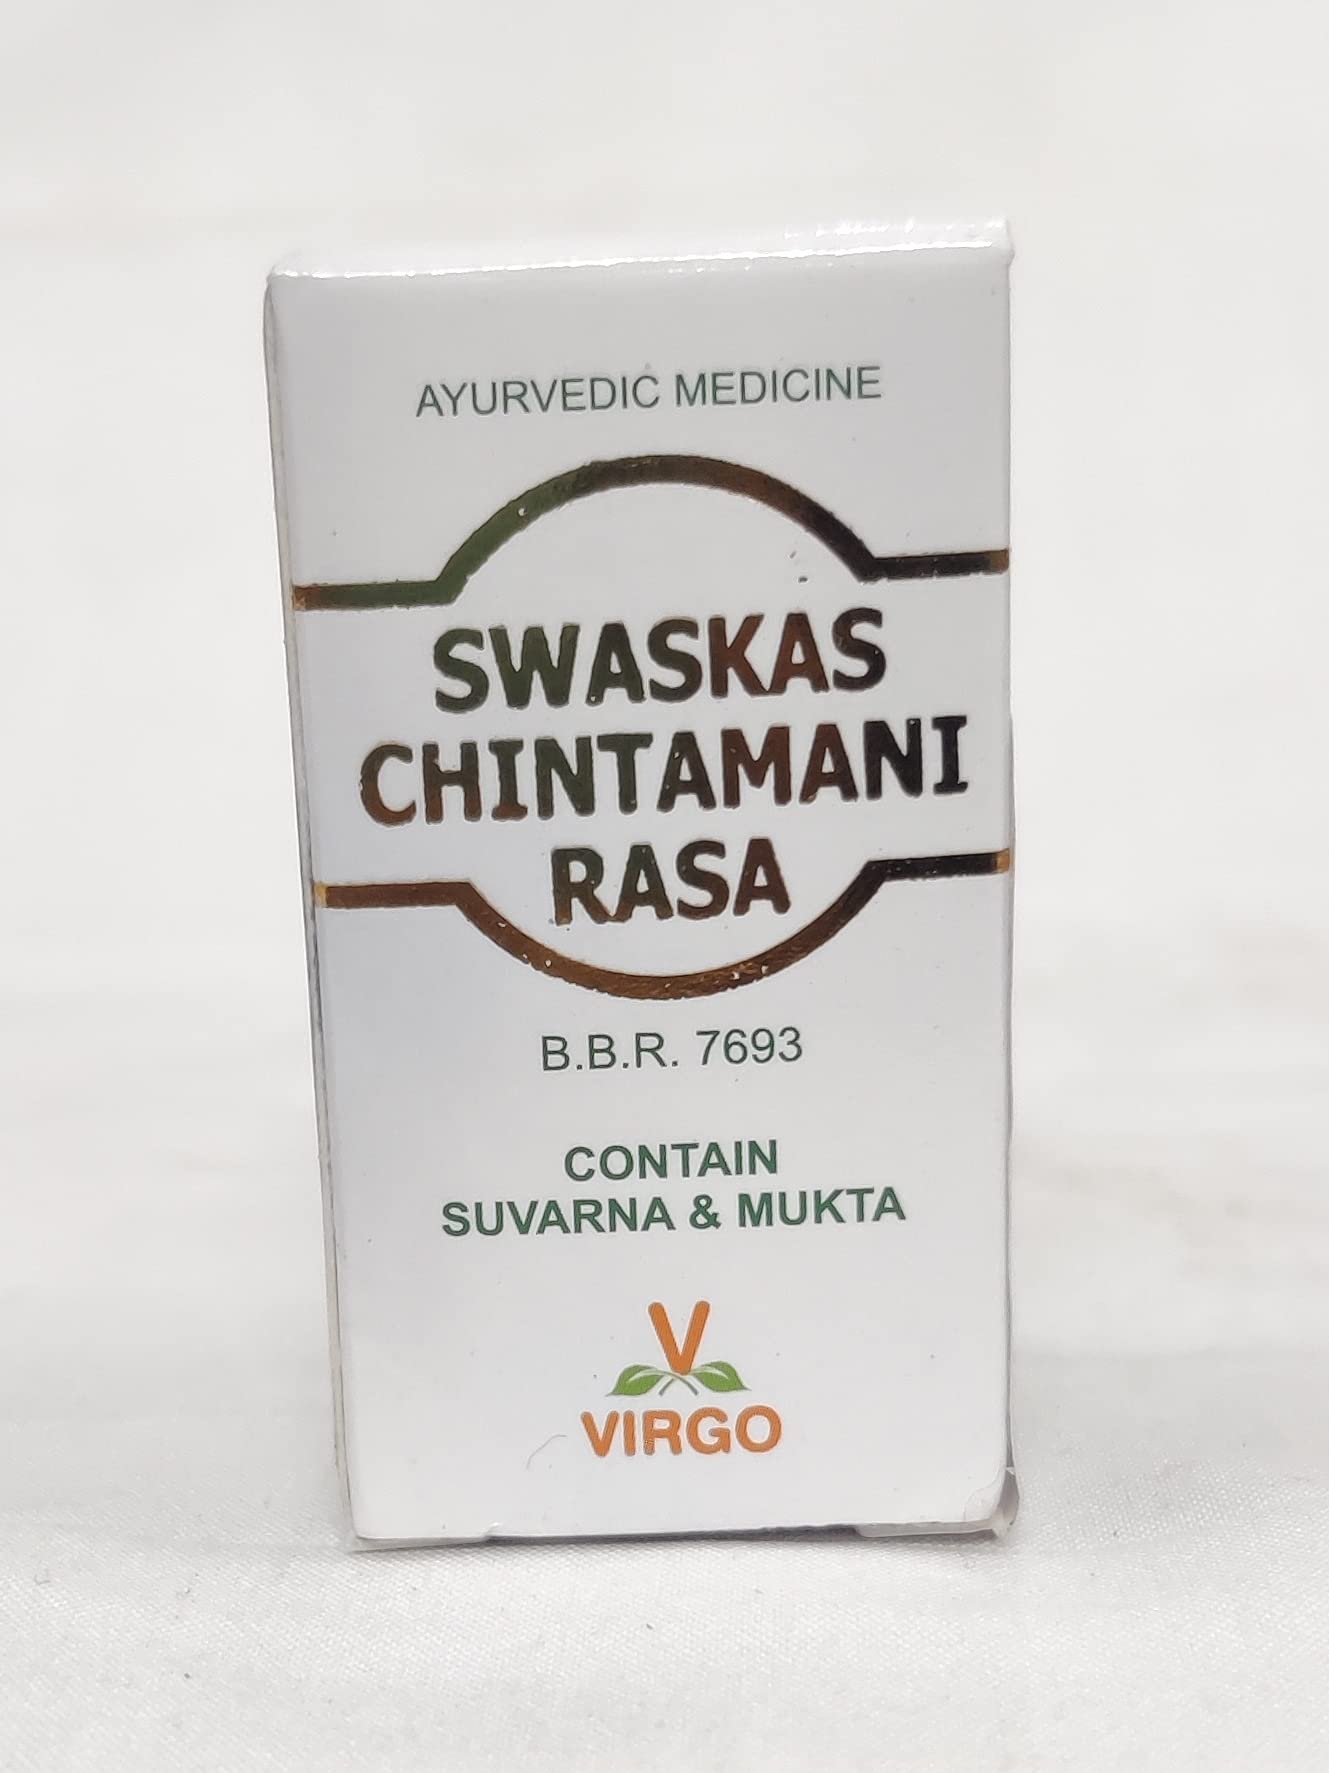 AYURVEDIC MEDICINE
SWASKAS
CHINTAMANI
RASA
B.B.R. 7693
CONTAIN
SUVARNA & MUKTA
V
VIRGO